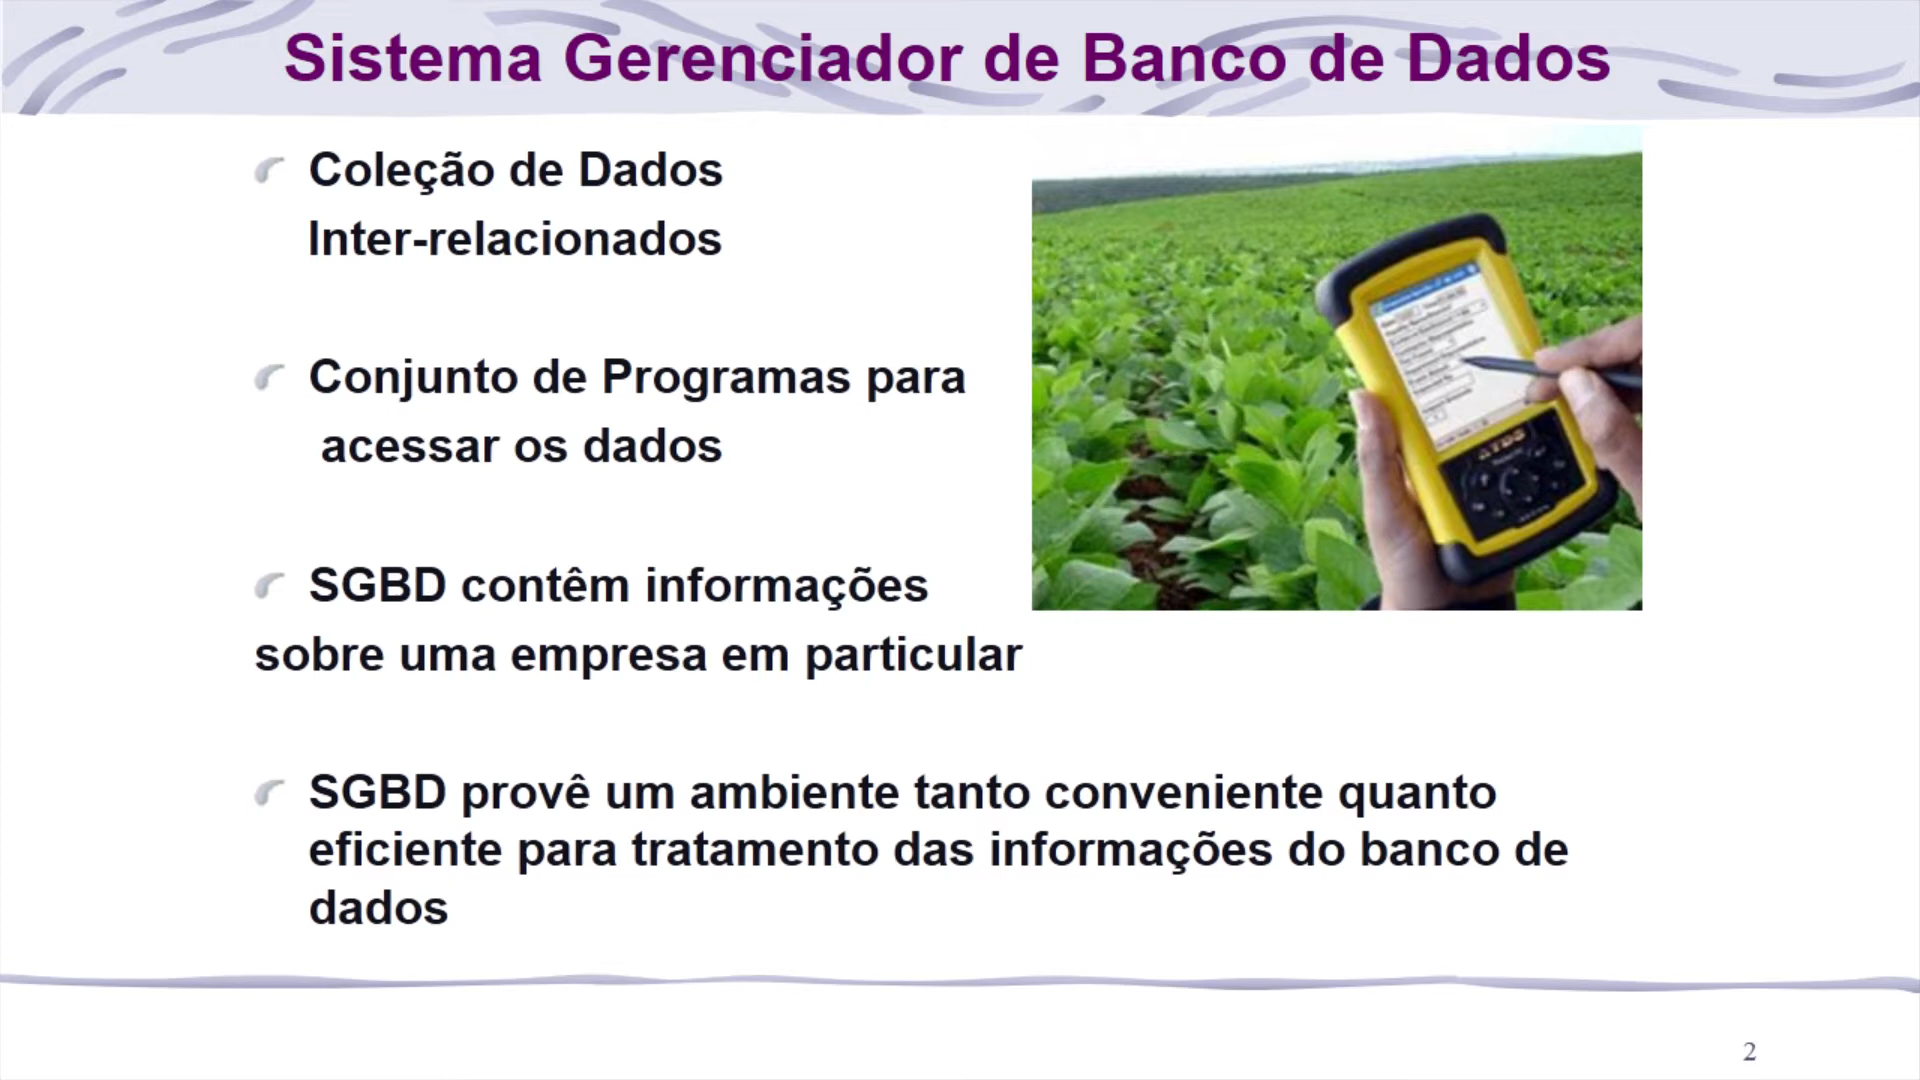 Sistema Gerenciador de Banco de Dados
Coleção de Dados
Inter-relacionados
Conjunto de Programas para
acessar os dados
SGBD contêm informações
sobre uma empresa em particular
SGBD provê um ambiente tanto conveniente quanto
eficiente para tratamento das informações do banco de
dados
TDS
2